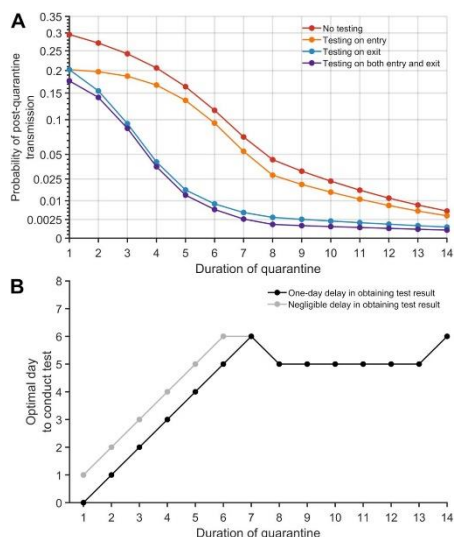 A
Probability of post-quarantine
transmission
0.35
0.3
0.25
0.2
0.15
0.1
0.05
0.025
0.01
0.0025
0
No testing
Testing on entry
Testing on exit
Testing on both entry and exit
1 2 3 4 5 6 7 8 9 10 11 12 13 14
Duration of quarantine
B
Optimal day
to conduct test
8
7
6
5
4
3
2
1
0
One-day delay in obtaining test result
Negligible delay in obtaining test result
1 2 3 4 5 6 7 8 9 10 11 12 13 14
Duration of quarantine